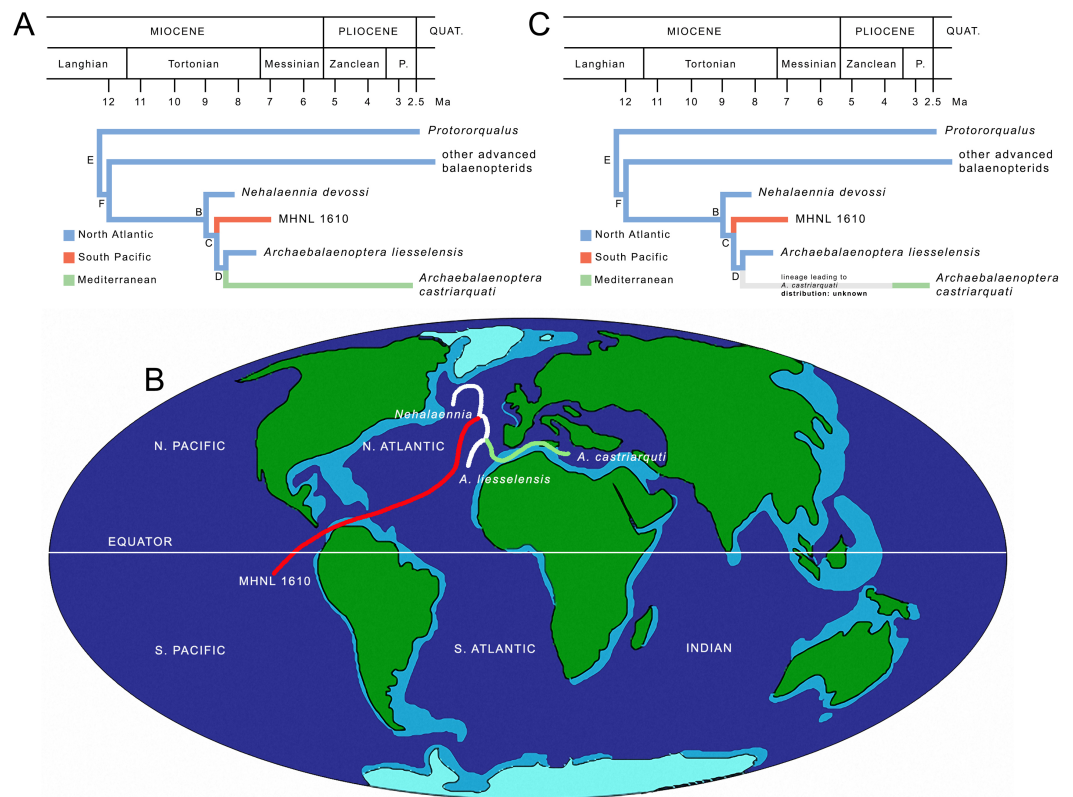 A
MIOCENE
PLIOCENE
QUAT.
Langhian
Tortonian
Messinian
Zanclean
P.
12 11 10 9 8 7 6 5 4 3 2.5 Ma
Protororqualus
E
other advanced
balaenopterids
F
Nehalaennia devossi
B
MHNL 1610
North Atlantic
C
South Pacific
Archaebalaenoptera liesselensis
D
Mediterranean
Archaebalaenoptera
castriarquati
C
MIOCENE
PLIOCENE
QUAT.
Langhian
Tortonian
Messinian
Zanclean
P.
12 11 10 9 8 7 6 5 4 3 2.5 Ma
Protororqualus
E
other advanced
balaenopterids
F
Nehalaennia devossi
B
MHNL 1610
North Atlantic
C
South Pacific
Archaebalaenoptera liesselensis
D
Mediterranean
lineage leading to
A. castriarquati
distribution: unknown
Archaebalaenoptera
castriarquati
B
Nehalaennia
N. PACIFIC
N. ATLANTIC
A. castriarquti
A. liesselensis
EQUATOR
MHNL 1610
S. PACIFIC
S. ATLANTIC
INDIAN